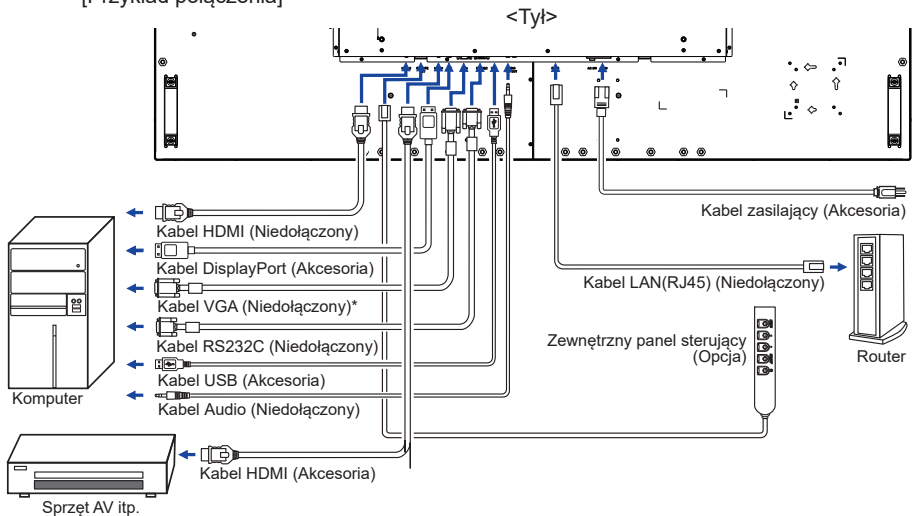 [Przykład połączenia]
<Tył>
Kabel zasilający (Akcesoria)
Kabel HDMI (Niedołączony)
Kabel DisplayPort (Akcesoria)
Kabel LAN(RJ45) (Niedołączony)
Kabel VGA (Niedołączony)*
Kabel RS232C (Niedołączony)
Zewnętrzny panel sterujący
(Opcja)
Router
Kabel USB (Akcesoria)
Komputer
Kabel Audio (Niedołączony)
Kabel HDMI (Akcesoria)
Sprzęt AV itp.